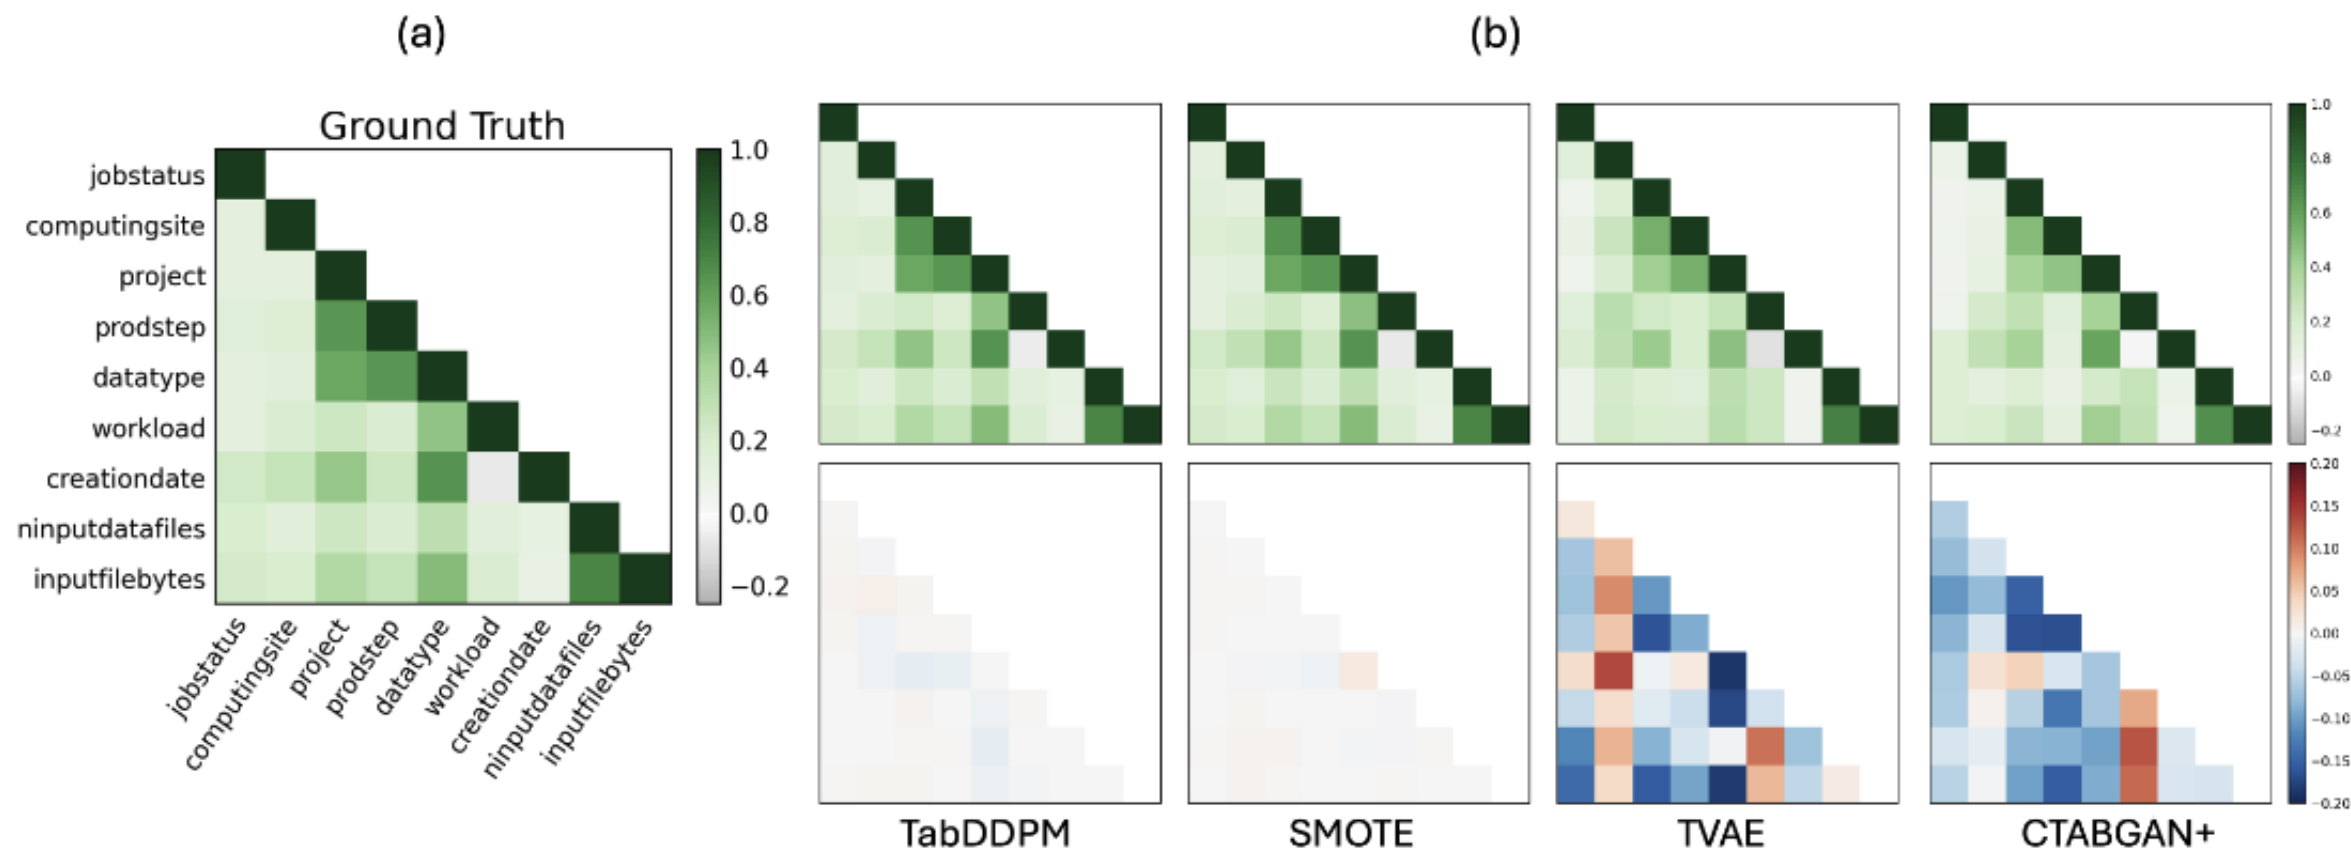 (a)
(b)
Ground Truth
jobstatus
computingsite
project
prodstep
datatype
workload
creationdate
ninputdatafiles
inputfilebytes
jobstatus
computingsite
project
prodstep
datatype
workload
creationdate
ninputdatafiles
inputfilebytes
1.0
0.8
0.6
0.4
0.2
0.0
−0.2
1.0
0.8
0.6
0.4
0.2
0.0
−0.2
0.20
0.15
0.10
0.05
0.00
−0.05
−0.10
−0.15
−0.20
TabDDPM
SMOTE
TVAE
CTABGAN+